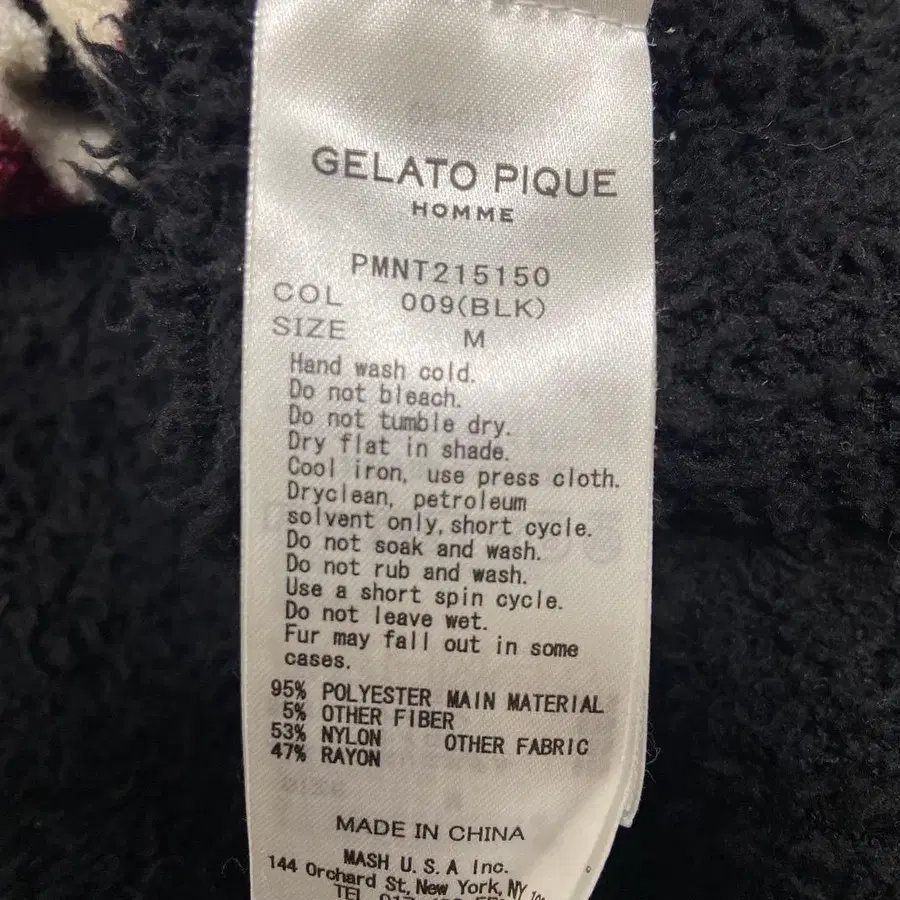 GELATO PIQUE
HOMME
PMNT215150
COL 009(BLK)
SIZE M
Hand wash cold.
Do not bleach.
Do not tumble dry.
Dry flat in shade.
Cool iron, use press cloth.
Dryclean, petroleum
solvent only, short cycle.
Do not soak and wash.
Do not rub and wash.
Use a short spin cycle.
Do not leave wet.
Fur may fall out in some
cases.
95% POLYESTER MAIN MATERIAL
5% OTHER FIBER
53% NYLON OTHER FABRIC
47% RAYON
MADE IN CHINA
MASH U.S.A Inc.
144 Orchard St, New York, NY
TEL